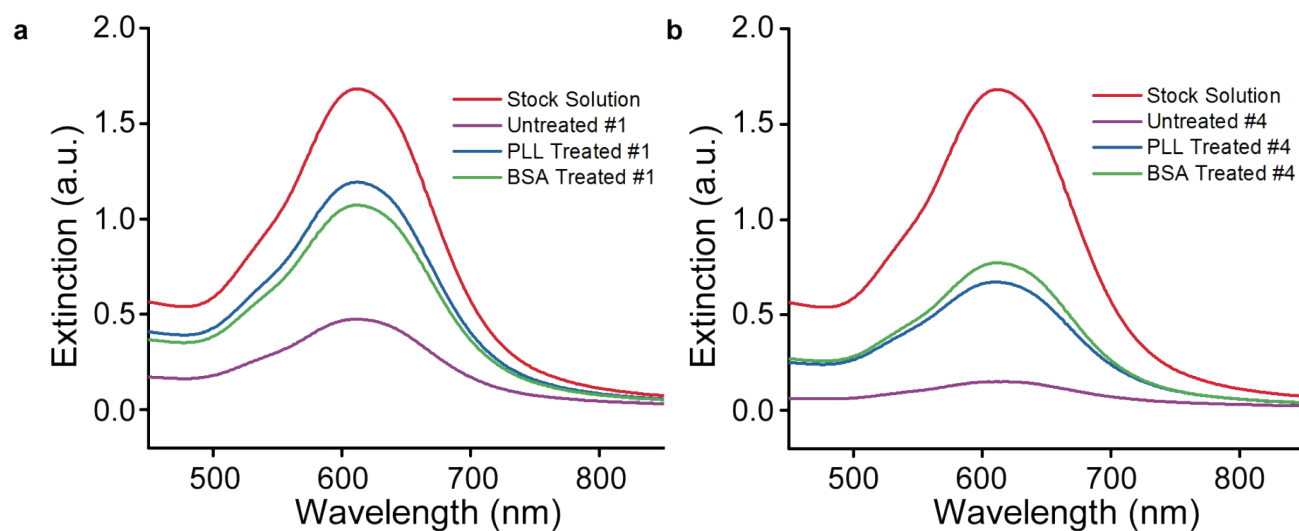 a
2.0
1.5
1.0
0.5
0.0
Extinction (a.u.)
Stock Solution
Untreated #1
PLL Treated #1
BSA Treated #1
500 600 700 800
Wavelength (nm)
b
2.0
1.5
1.0
0.5
0.0
Extinction (a.u.)
Stock Solution
Untreated #4
PLL Treated #4
BSA Treated #4
500 600 700 800
Wavelength (nm)